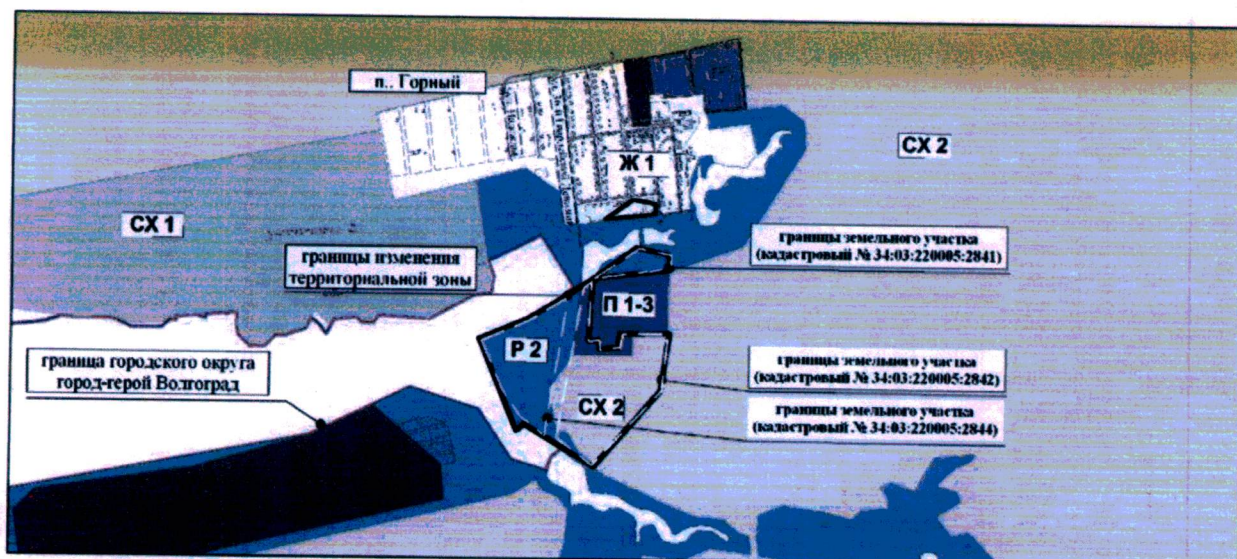 п.. Горный
Ж 1
СХ 2
СХ 1
границы изменения
территориальной зоны
границы земельного участка
(кадастровый № 34:03:220005:2841)
П 1-3
Р 2
граница городского округа
город-герой Волгоград
границы земельного участка
(кадастровый № 34:03:220005:2842)
СХ 2
границы земельного участка
(кадастровый № 34:03:220005:2844)